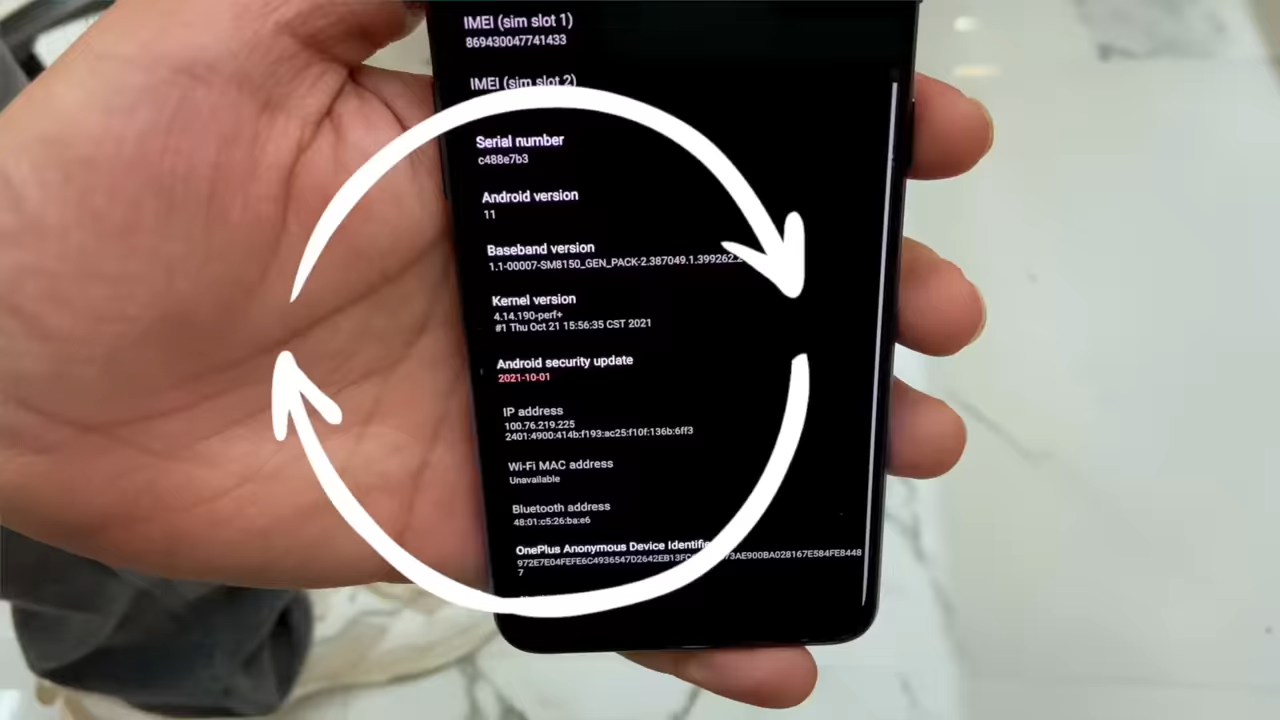 IMEI (sim slot 1)
869430047741433
IMEI (sim slot 2)
Serial number
c488e7b3
Android version
11
Baseband version
1.1-00007-SM8150_GEN_PACK-2.387049.1.399262.2
Kernel version
4.14.190-perf+
#1 Thu Oct 21 15:56:35 CST 2021
Android security update
2021-10-01
IP address
100.76.219.225
2401:4900:414b:f193:ac25:f10f:136b:6ff3
Wi-Fi MAC address
Unavailable
Bluetooth address
48:01:c5:26:ba:e6
OnePlus Anonymous Device Identifier
7